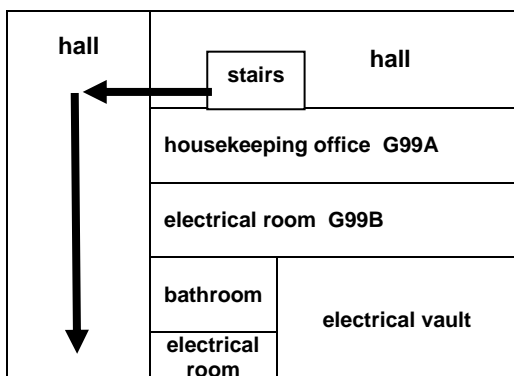 hall
hall
stairs
housekeeping office G99A
electrical room G99B
bathroom
electrical vault
electrical
room